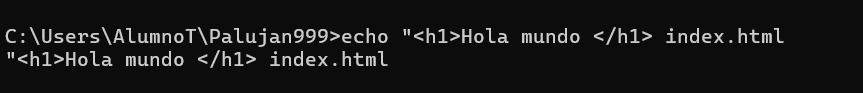 C:\Users\AlumnoT\Palujan999>echo "<h1>Hola mundo </h1> index.html
"<h1>Hola mundo </h1> index.html